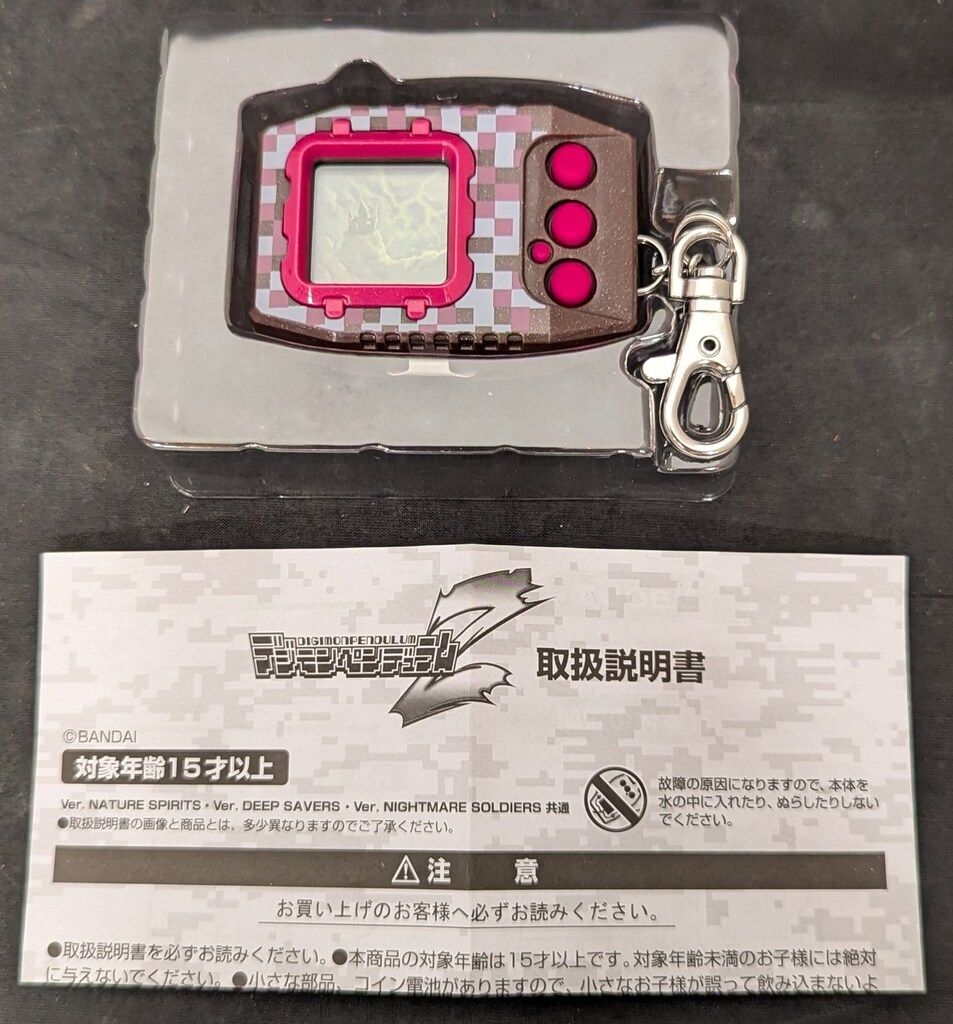 DIGIMONPENDULUM
デジモンペンデュラム Z 取扱説明書
©BANDAI
対象年齢15才以上
Ver. NATURE SPIRITS・Ver. DEEP SAVERS・Ver. NIGHTMARE SOLDIERS 共通
●取扱説明書の画像と商品とは、多少異なりますのでご了承ください。
故障の原因になりますので、本体を
水の中に入れたり、ぬらしたりしない
でください。
⚠注 意
お買い上げのお客様へ必ずお読みください。
●取扱説明書を必ずお読みください。●本商品の対象年齢は15才以上です。対象年齢未満のお子様には絶対
に与えないでください。●小さな部品、コイン電池がありますので、小さなお子様が誤って飲み込まないよ